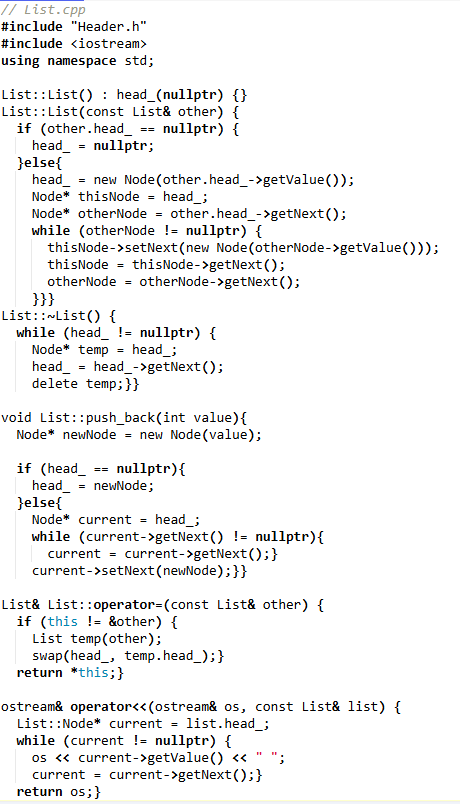 // List.cpp
#include "Header.h"
#include <iostream>
using namespace std;

List::List() : head_(nullptr) {}
List::List(const List& other) {
  if (other.head_ == nullptr) {
    head_ = nullptr;
  }else{
    head_ = new Node(other.head_->getValue());
    Node* thisNode = head_;
    Node* otherNode = other.head_->getNext();
    while (otherNode != nullptr) {
      thisNode->setNext(new Node(otherNode->getValue()));
      thisNode = thisNode->getNext();
      otherNode = otherNode->getNext();
    }}}
List::~List() {
  while (head_ != nullptr) {
    Node* temp = head_;
    head_ = head_->getNext();
    delete temp;}}

void List::push_back(int value){
  Node* newNode = new Node(value);

  if (head_ == nullptr){
    head_ = newNode;
  }else{
    Node* current = head_;
    while (current->getNext() != nullptr){
      current = current->getNext();}
    current->setNext(newNode);}}

List& List::operator=(const List& other) {
  if (this != &other) {
    List temp(other);
    swap(head_, temp.head_);}
  return *this;}

ostream& operator<<(ostream& os, const List& list) {
  List::Node* current = list.head_;
  while (current != nullptr) {
    os << current->getValue() << " ";
    current = current->getNext();}
  return os;}